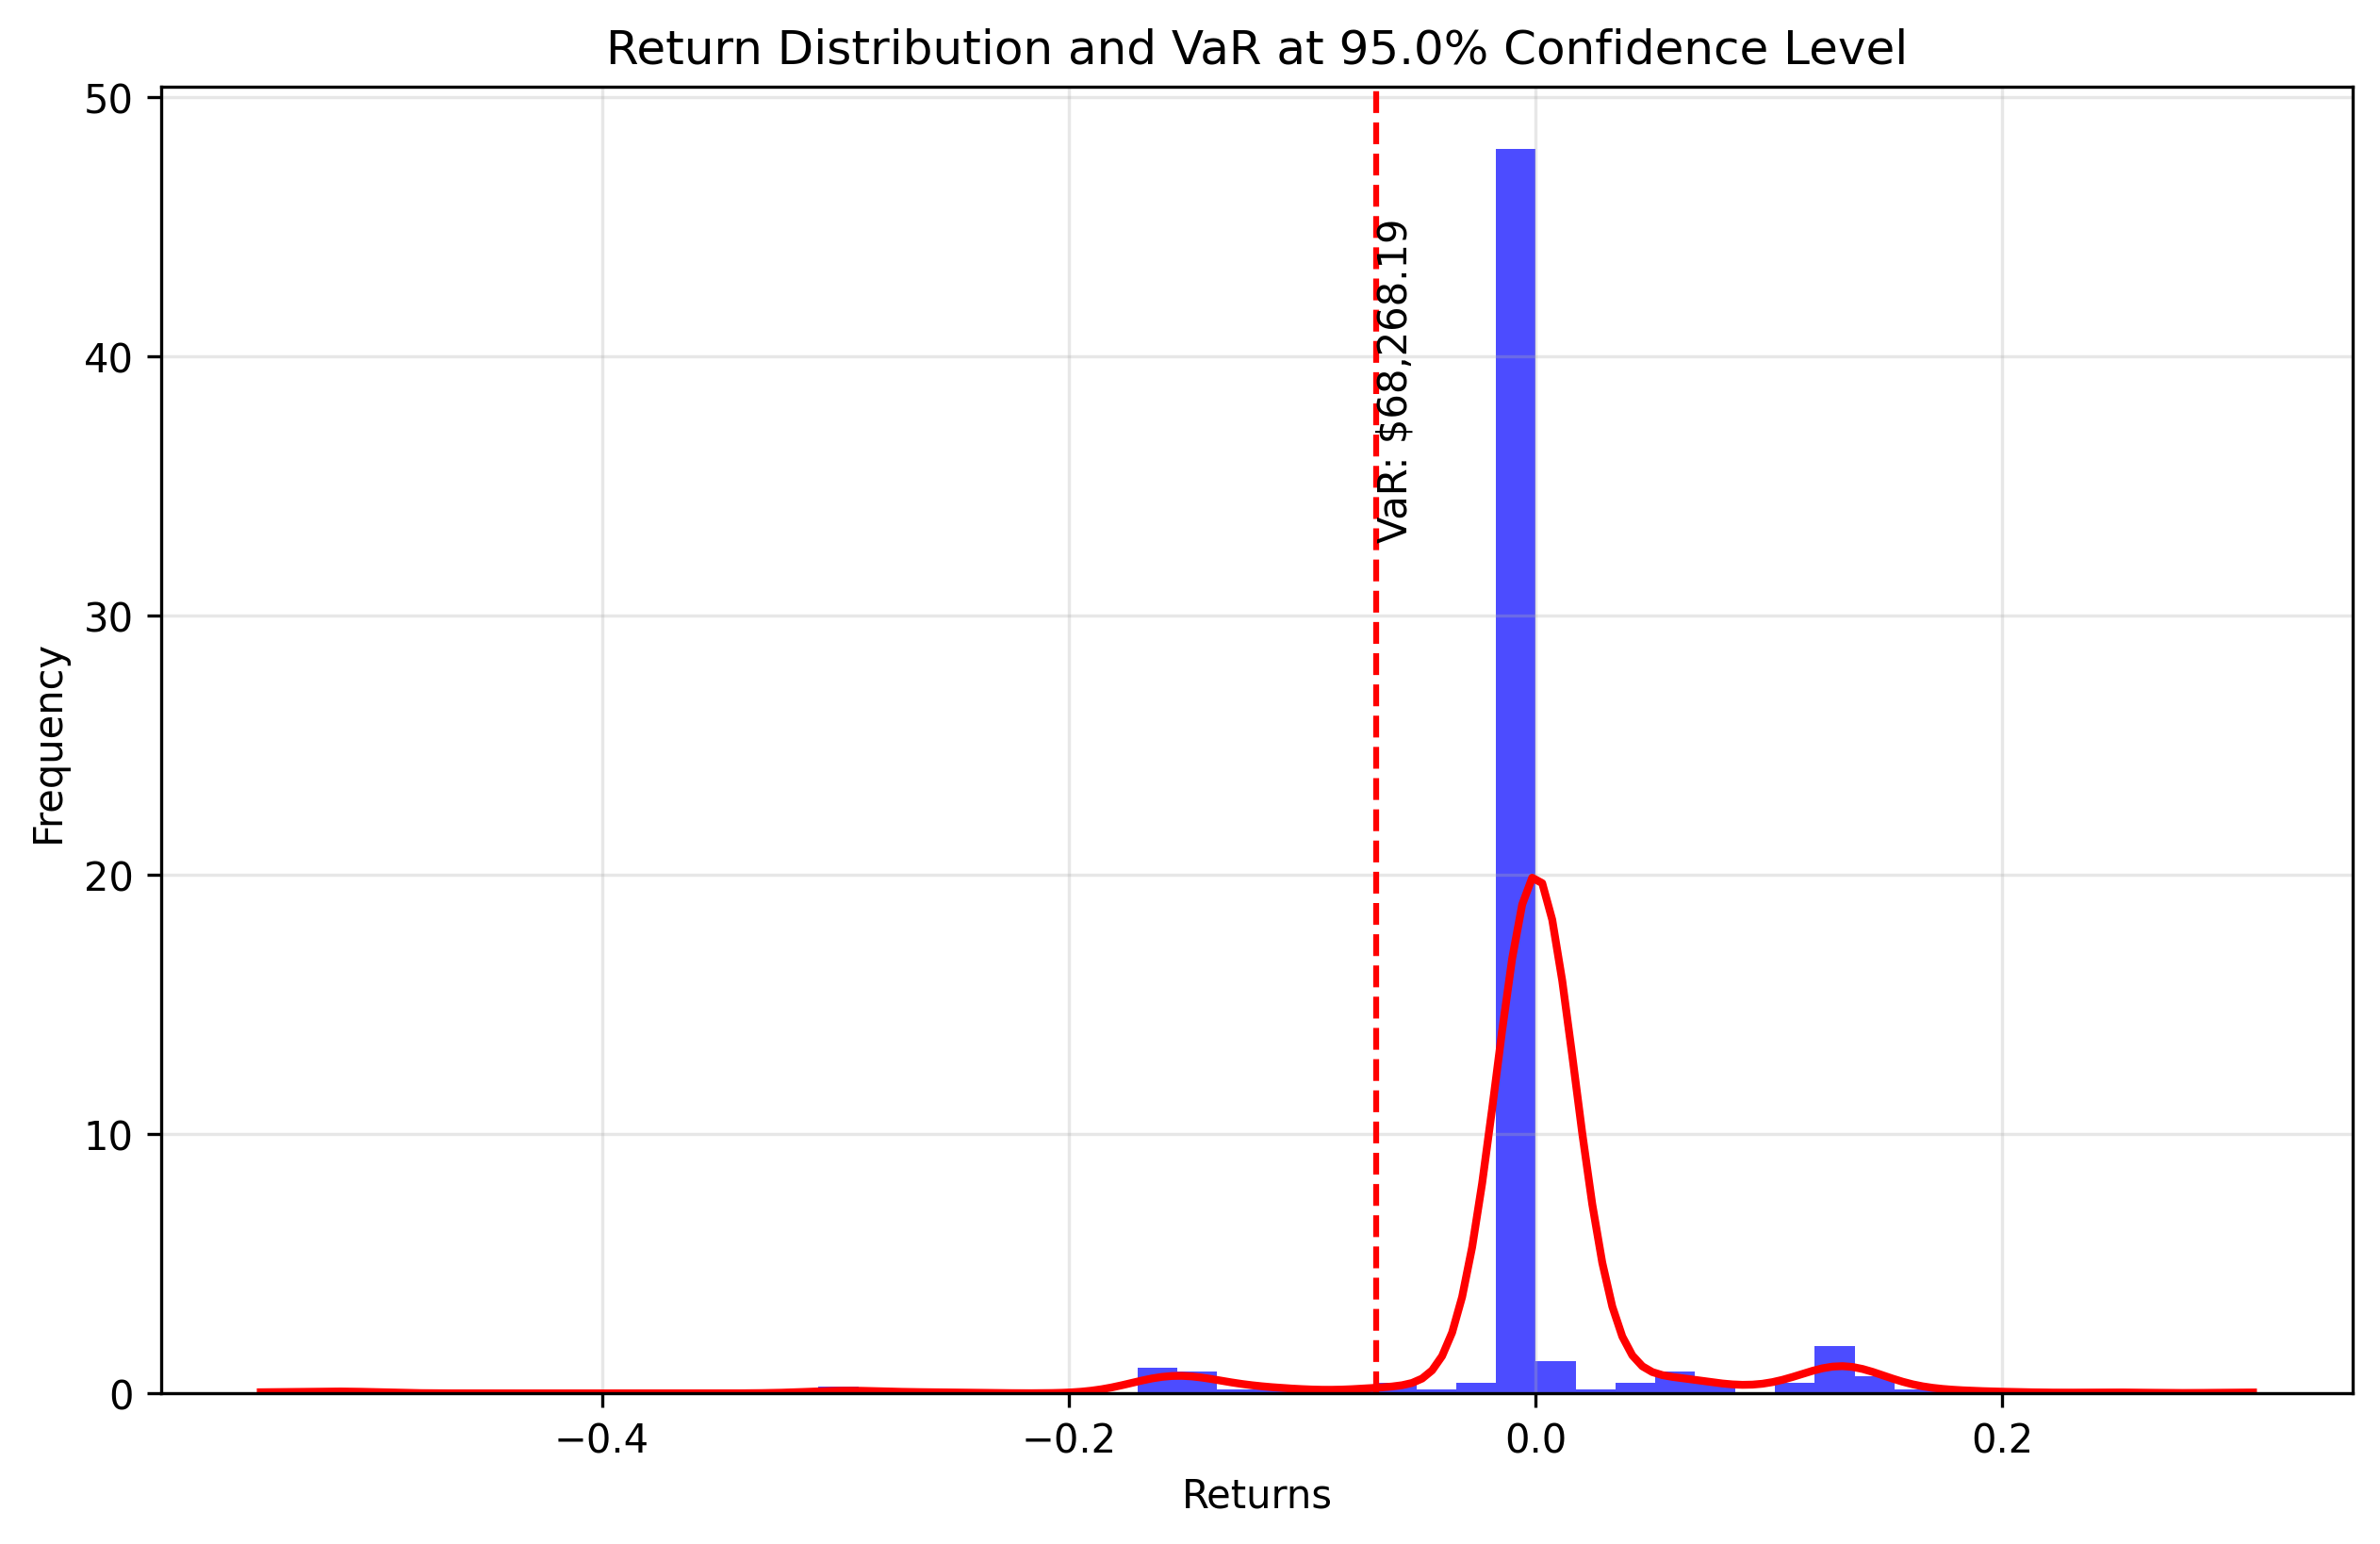 Return Distribution and VaR at 95.0% Confidence Level
50
40
30
20
10
0
Frequency
VaR: $68,268.19
−0.4
−0.2
0.0
0.2
Returns